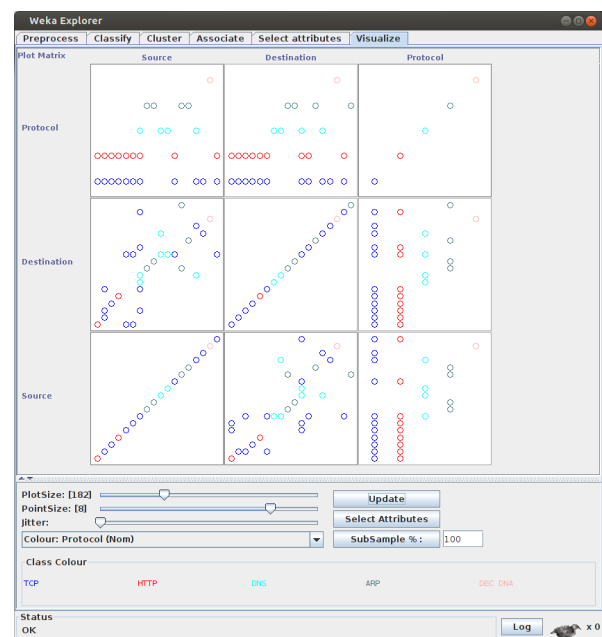 Weka Explorer
Preprocess Classify Cluster Associate Select attributes Visualize
Plot Matrix Source Destination Protocol
Protocol
Destination
Source
PlotSize: [182]
Update
PointSize: [8]
Select Attributes
Jitter:
Colour: Protocol (Nom) SubSample % : 100
Class Colour
TCP HTTP DNS ARP DEC DNA
Status
OK Log x 0